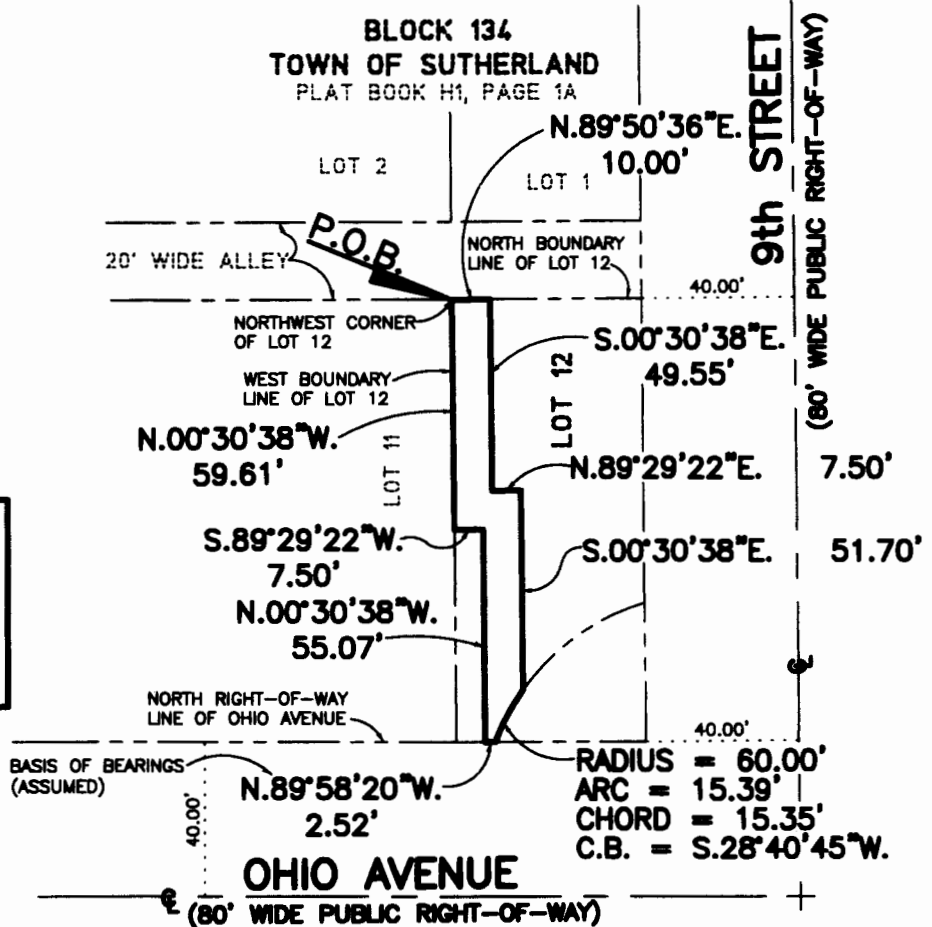 BLOCK 134
TOWN OF SUTHERLAND
PLAT BOOK H1, PAGE 1A
9th STREET
(80' WIDE PUBLIC RIGHT-OF-WAY)
N.89°50'36"E.
10.00'
LOT 2
LOT 1
P.O.B.
20' WIDE ALLEY
NORTH BOUNDARY
LINE OF LOT 12
40.00'
NORTHWEST CORNER
OF LOT 12
S.00°30'38"E.
49.55'
WEST BOUNDARY
LINE OF LOT 12
LOT 12
N.00°30'38"W.
59.61'
LOT 11
N.89°29'22"E. 7.50'
S.89°29'22"W.
7.50'
S.00°30'38"E. 51.70'
N.00°30'38"W.
55.07'
℄
NORTH RIGHT-OF-WAY
LINE OF OHIO AVENUE
40.00'
BASIS OF BEARINGS
(ASSUMED)
N.89°58'20"W.
2.52'
RADIUS = 60.00'
ARC = 15.39'
CHORD = 15.35'
C.B. = S.28°40'45"W.
40.00'
OHIO AVENUE
℄
(80' WIDE PUBLIC RIGHT-OF-WAY)